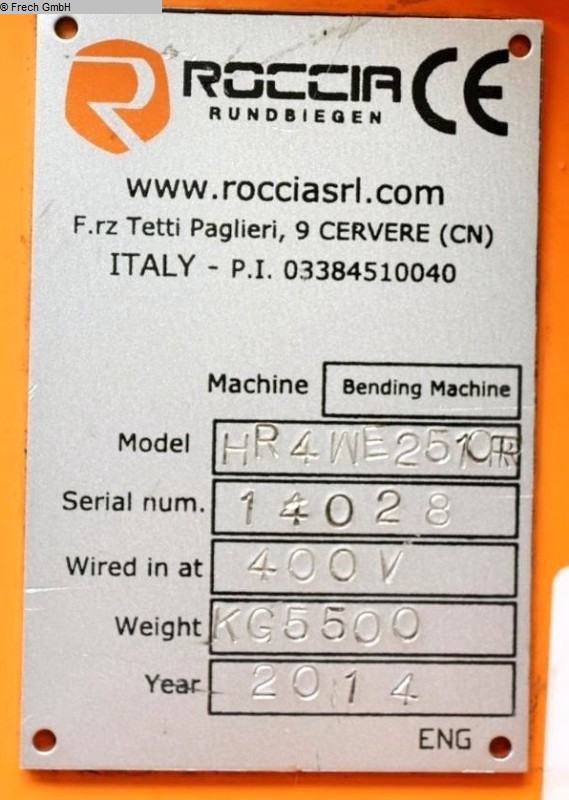 © Frech GmbH
ROCCIA CE
RUNDBIEGEN
www.rocciasrl.com
F.rz Tetti Paglieri, 9 CERVERE (CN)
ITALY - P.I. 03384510040
Machine Bending Machine
Model HR4WE2510PR
Serial num. 14028
Wired in at 400V
Weight KG5500
Year 2014
ENG